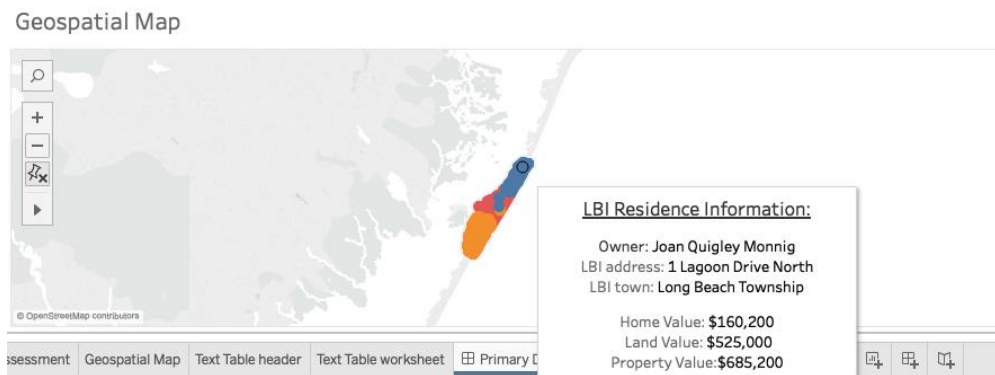 Geospatial Map
LBI Residence Information:
Owner: Joan Quigley Monnig
LBI address: 1 Lagoon Drive North
LBI town: Long Beach Township
Home Value: $160,200
Land Value: $525,000
Property Value:$685,200
© OpenStreetMap contributors
ssessment Geospatial Map Text Table header Text Table worksheet Primary D